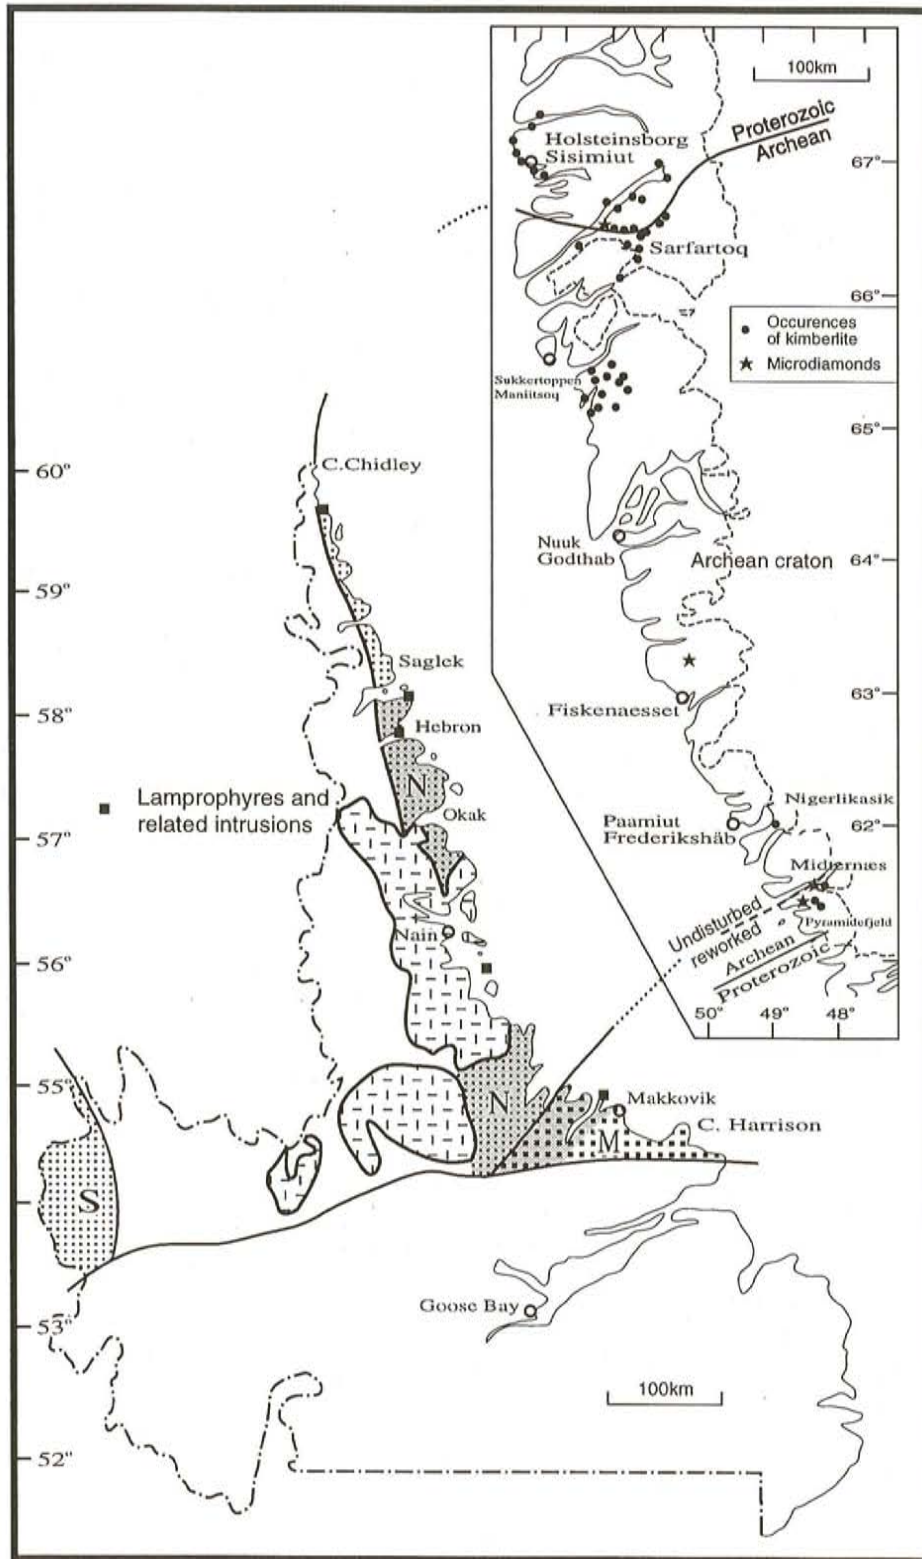 100km
Proterozoic
Archean
Holsteinsborg
Sisimiut
67°
Sarfartoq
66°
Occurences
of kimberlite
Microdiamonds
Sukkertoppen
Maniitsoq
65°
Nuuk
Godthab
Archean craton
64°
Fiskenaesset
63°
Nigerlikasik
Paamiut
Frederikshåb
62°
Midternæs
Pyramidefjeld
Undisturbed
reworked
Archean
Proterozoic
50°
49°
48°
60°
C.Chidley
59°
Saglek
58°
Hebron
N
Lamprophyres and
related intrusions
Okak
57°
Nain
56°
55°
N
Makkovik
M
C. Harrison
S
Goose Bay
53°
100km
52°